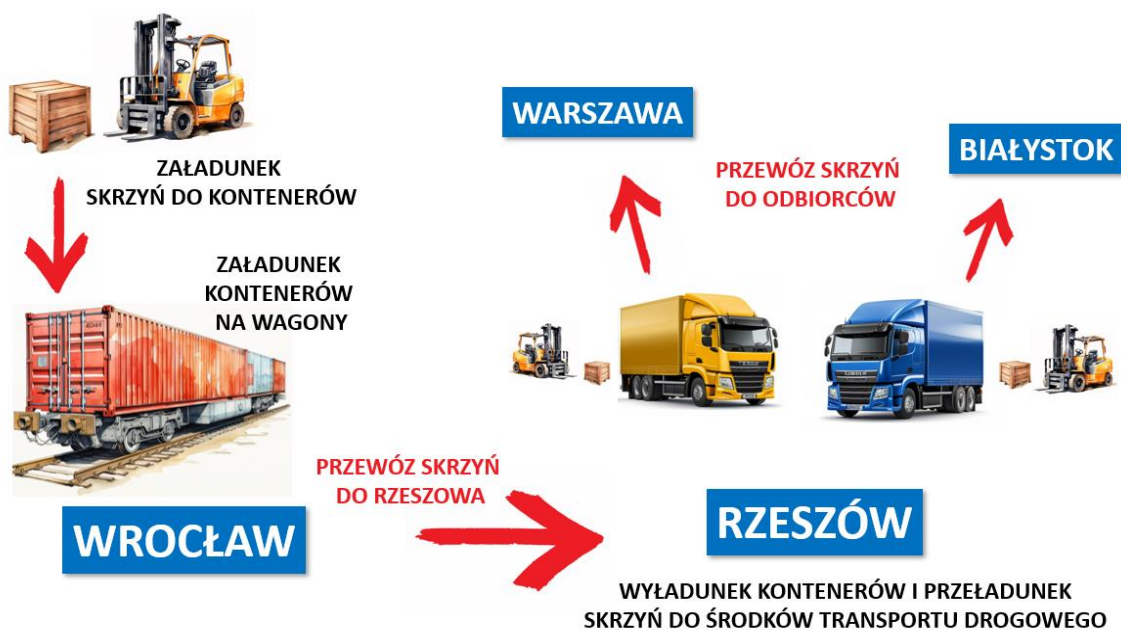 ZAŁADUNEK
SKRZYŃ DO KONTENERÓW
ZAŁADUNEK
KONTENERÓW
NA WAGONY
WROCŁAW
PRZEWÓZ SKRZYŃ
DO RZESZOWA
WARSZAWA
BIAŁYSTOK
PRZEWÓZ SKRZYŃ
DO ODBIORCÓW
RZESZÓW
WYŁADUNEK KONTENERÓW I PRZEŁADUNEK
SKRZYŃ DO ŚRODKÓW TRANSPORTU DROGOWEGO